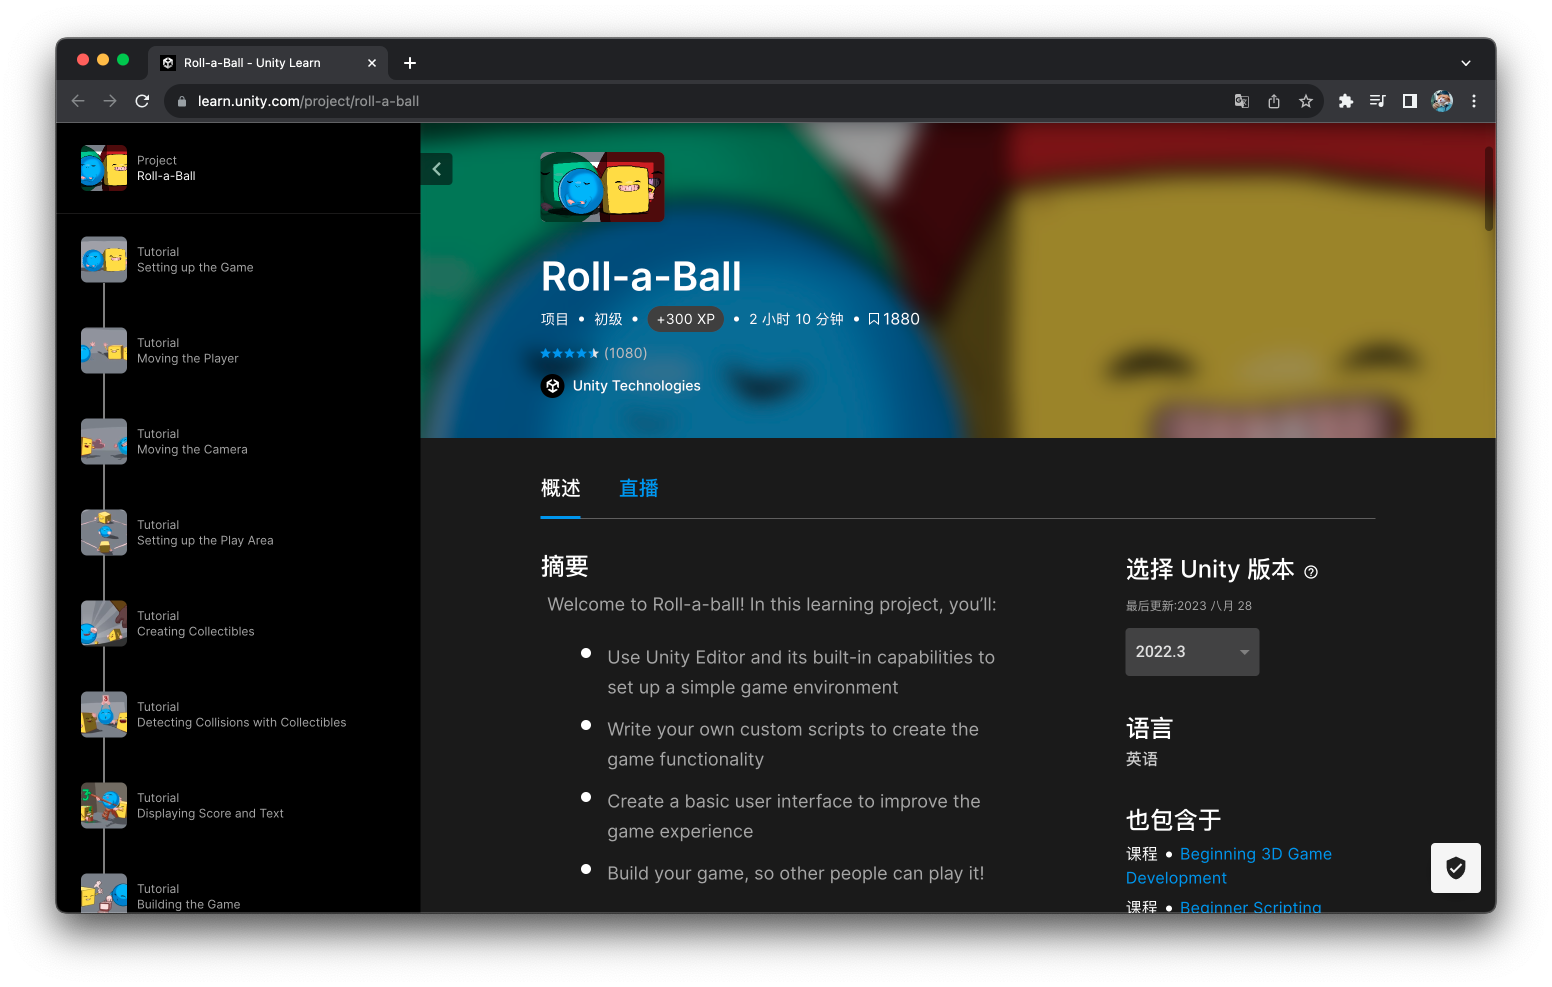 Roll-a-Ball - Unity Learn
learn.unity.com/project/roll-a-ball
Project
Roll-a-Ball
Tutorial
Setting up the Game
Tutorial
Moving the Player
Tutorial
Moving the Camera
Tutorial
Setting up the Play Area
Tutorial
Creating Collectibles
Tutorial
Detecting Collisions with Collectibles
Tutorial
Displaying Score and Text
Tutorial
Building the Game
Roll-a-Ball
项目 • 初级 • +300 XP • 2 小时 10 分钟 • 1880
(1080)
Unity Technologies
概述 直播
摘要
Welcome to Roll-a-ball! In this learning project, you’ll:
• Use Unity Editor and its built-in capabilities to
set up a simple game environment
• Write your own custom scripts to create the
game functionality
• Create a basic user interface to improve the
game experience
• Build your game, so other people can play it!
选择 Unity 版本
最后更新:2023 八月 28
2022.3
语言
英语
也包含于
课程 • Beginning 3D Game
Development
课程 • Beginner Scripting